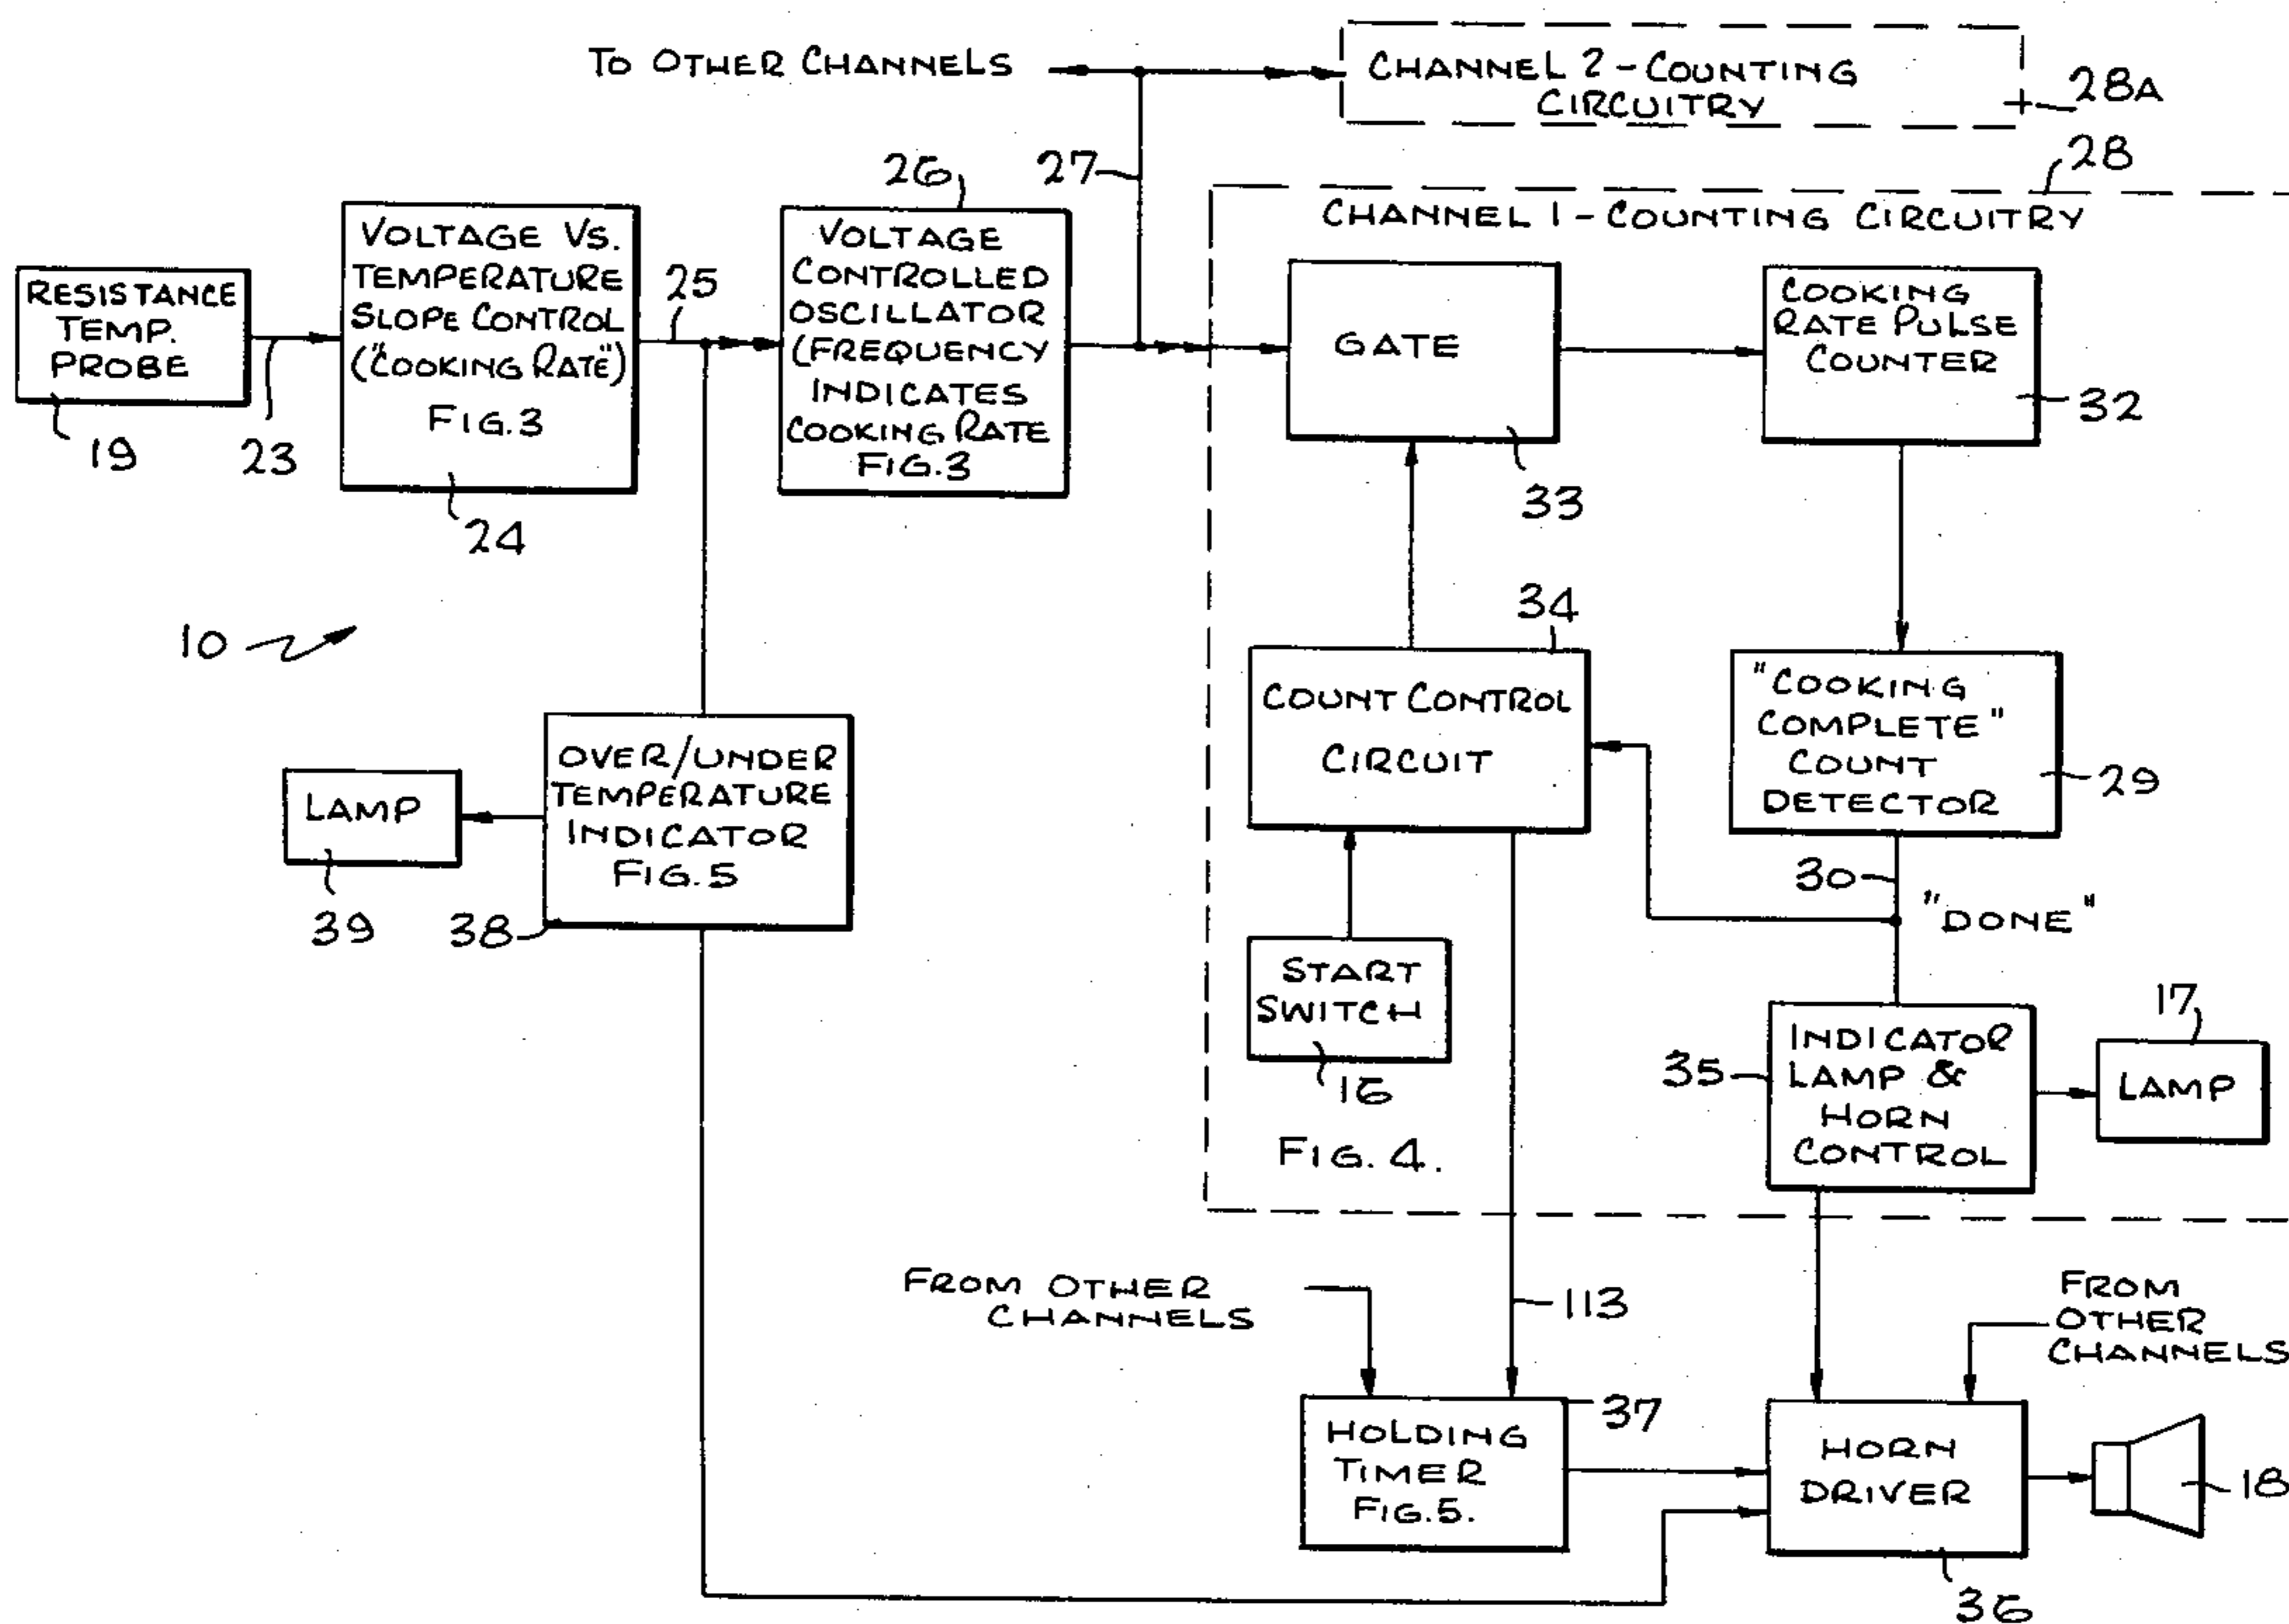 TO OTHER CHANNELS
CHANNEL 2 - COUNTING
CIRCUITRY
28A
28
26
27
CHANNEL 1 - COUNTING CIRCUITRY
RESISTANCE
TEMP.
PROBE
19
23
VOLTAGE VS.
TEMPERATURE
SLOPE CONTROL
("COOKING RATE")
FIG.3
24
25
VOLTAGE
CONTROLLED
OSCILLATOR
(FREQUENCY
INDICATES
COOKING RATE
FIG.3
GATE
33
COOKING
RATE PULSE
COUNTER
32
10
34
COUNT CONTROL
CIRCUIT
"COOKING
COMPLETE"
COUNT
DETECTOR
29
LAMP
39
OVER/UNDER
TEMPERATURE
INDICATOR
FIG.5
38
30
"DONE"
START
SWITCH
16
FIG. 4.
35
INDICATOR
LAMP &
HORN
CONTROL
17
LAMP
FROM OTHER
CHANNELS
113
FROM
OTHER
CHANNELS
HOLDING
TIMER
FIG.5.
37
HORN
DRIVER
36
18